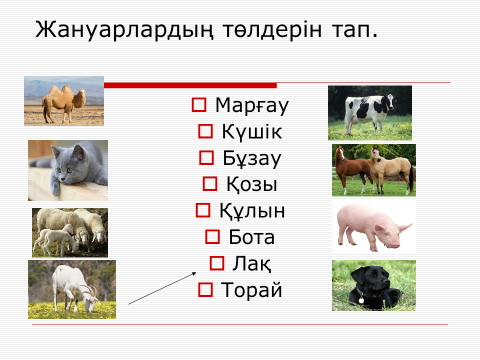 Жануарлардың төлдерін тап.
Марғау
Күшік
Бұзау
Қозы
Құлын
Бота
Лақ
Торай